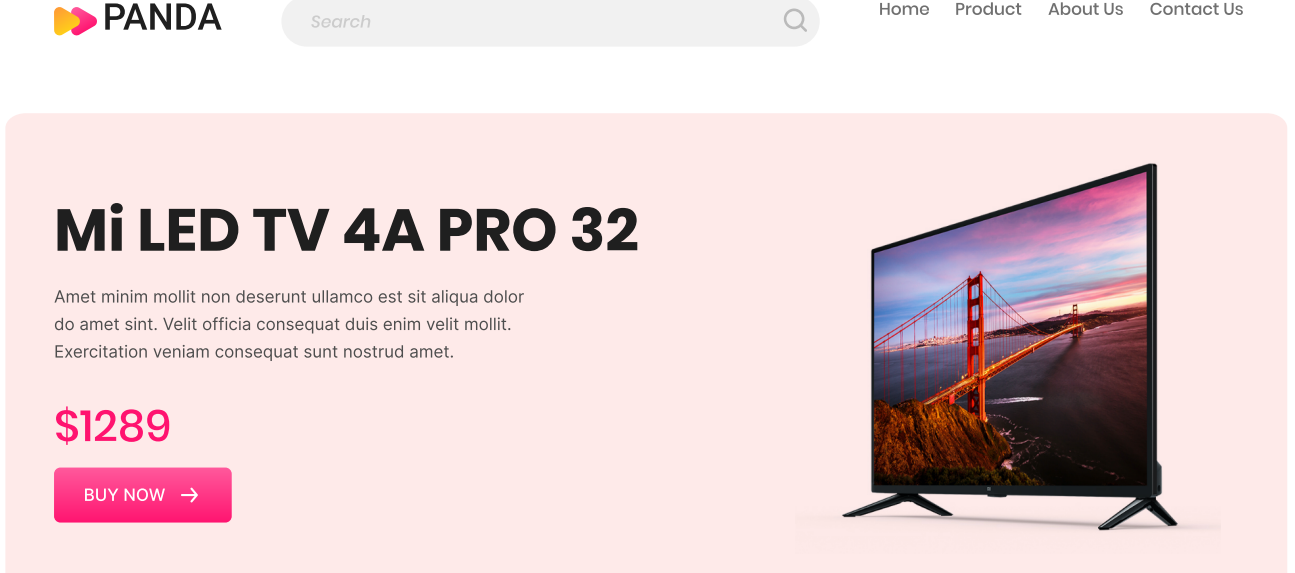 PANDA
Search
Home Product About Us Contact Us
Mi LED TV 4A PRO 32
Amet minim mollit non deserunt ullamco est sit aliqua dolor
do amet sint. Velit officia consequat duis enim velit mollit.
Exercitation veniam consequat sunt nostrud amet.
$1289
BUY NOW